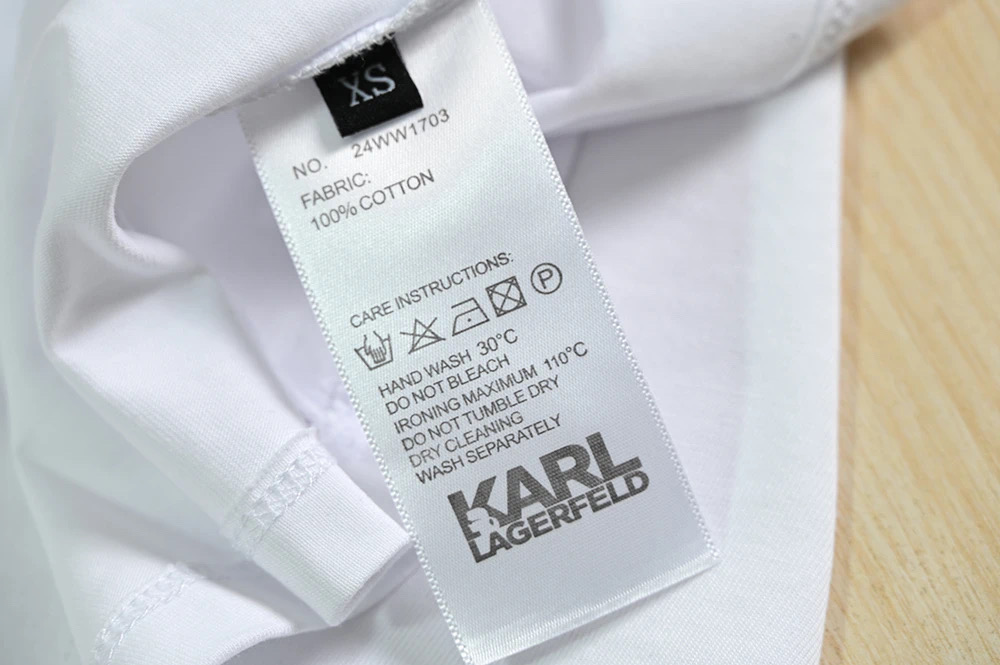 XS
NO. 24WW1703
FABRIC:
100% COTTON
CARE INSTRUCTIONS:
P
HAND WASH 30°C
DO NOT BLEACH
IRONING MAXIMUM 110°C
DO NOT TUMBLE DRY
DRY CLEANING
WASH SEPARATELY
KARL
LAGERFELD